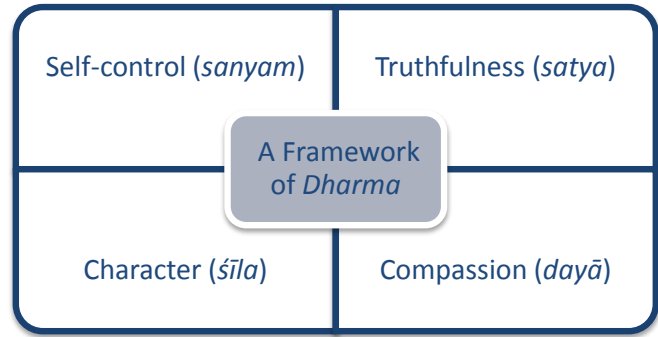 Self-control (sanyam)
Truthfulness (satya)
A Framework
of Dharma
Character (śīla)
Compassion (dayā)